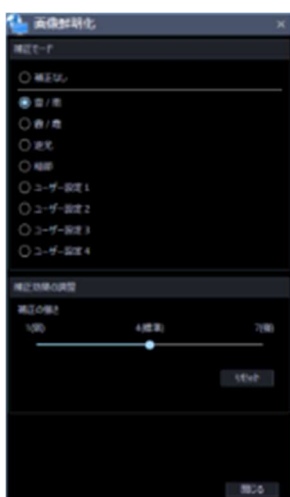 画像鮮明化
補正モード
補正なし
雪 / 雨
霧 / 靄
逆光
暗部
ユーザー設定 1
ユーザー設定 2
ユーザー設定 3
ユーザー設定 4
補正効果の調整
補正の強さ
1(弱) 4(標準) 7(強)
リセット
閉じる